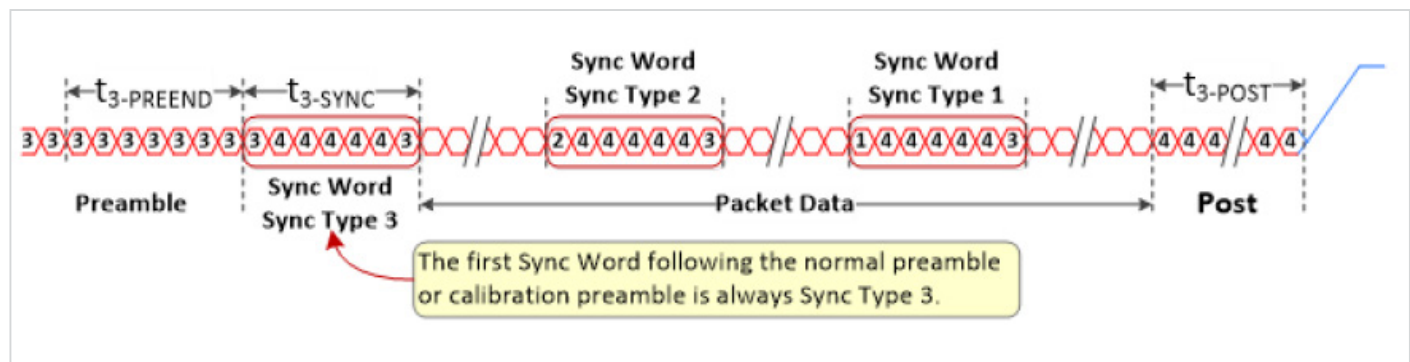 Sync Word
Sync Type 2
Sync Word
Sync Type 1
t3-PREEND
t3-SYNC
t3-POST
3 3 3 3 3 3 3 3 3 3 4 4 4 4 4 3
2 4 4 4 4 4 3
1 4 4 4 4 4 3
4 4 4 4 4
Preamble
Sync Word
Sync Type 3
Packet Data
Post
The first Sync Word following the normal preamble
or calibration preamble is always Sync Type 3.